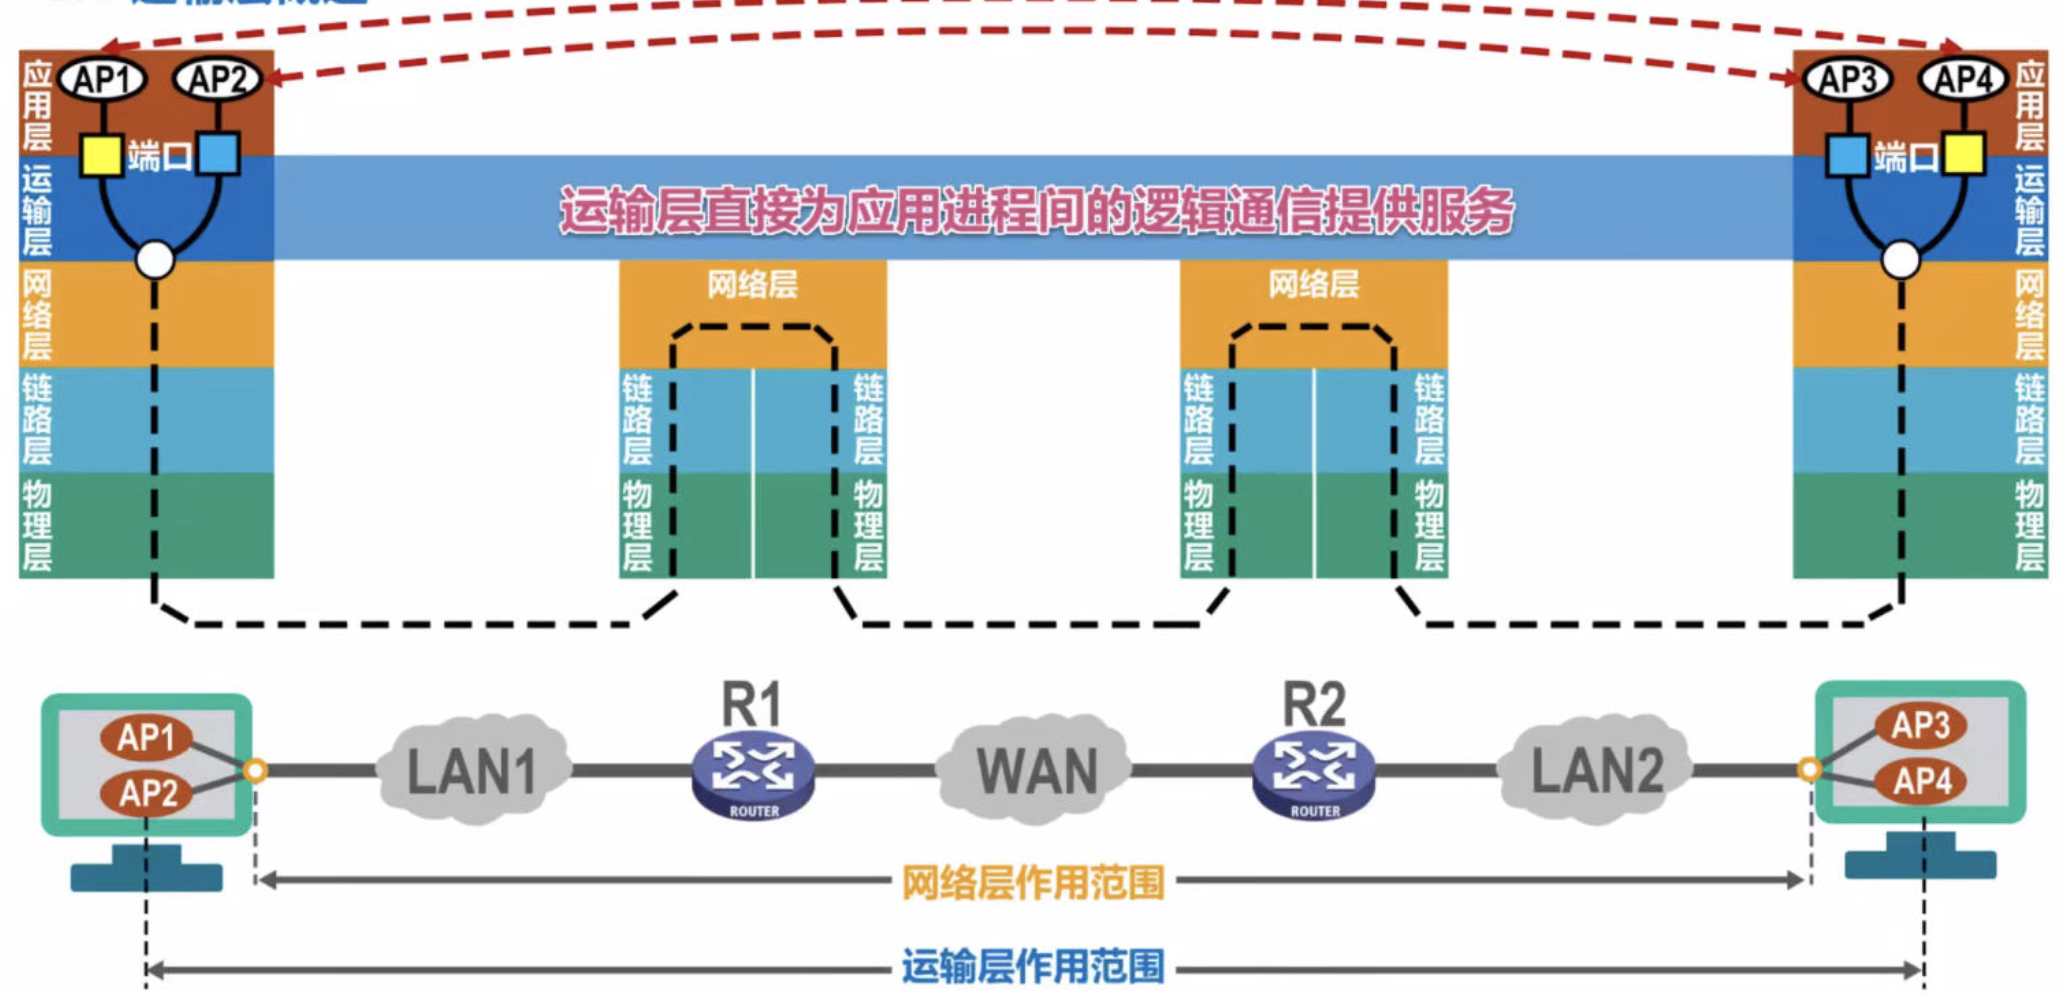 AP1 AP2
AP3 AP4
应用层
端口
端口
应用层
运输层
运输层直接为应用进程间的逻辑通信提供服务
运输层
网络层
网络层
网络层
网络层
链路层
链路层
链路层
链路层
链路层
链路层
物理层
物理层
物理层
物理层
物理层
物理层
R1
R2
AP1
AP2
LAN1
ROUTER
WAN
ROUTER
LAN2
AP3
AP4
网络层作用范围
运输层作用范围